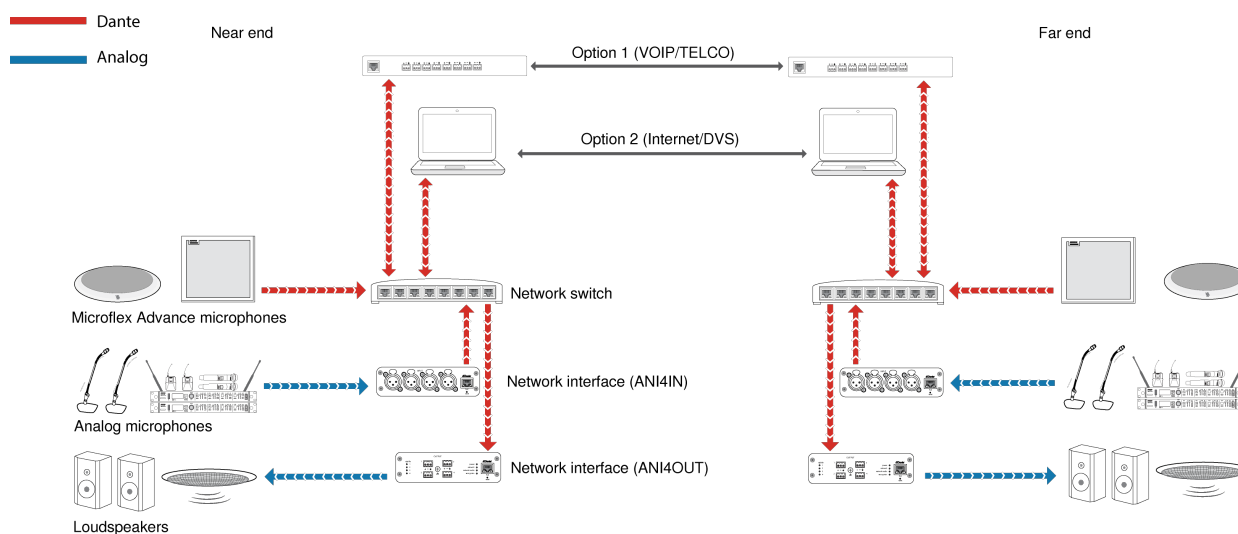 Dante
Analog
Near end
Far end
Option 1 (VOIP/TELCO)
Option 2 (Internet/DVS)
Network switch
Microflex Advance microphones
Network interface (ANI4IN)
Analog microphones
Network interface (ANI4OUT)
Loudspeakers